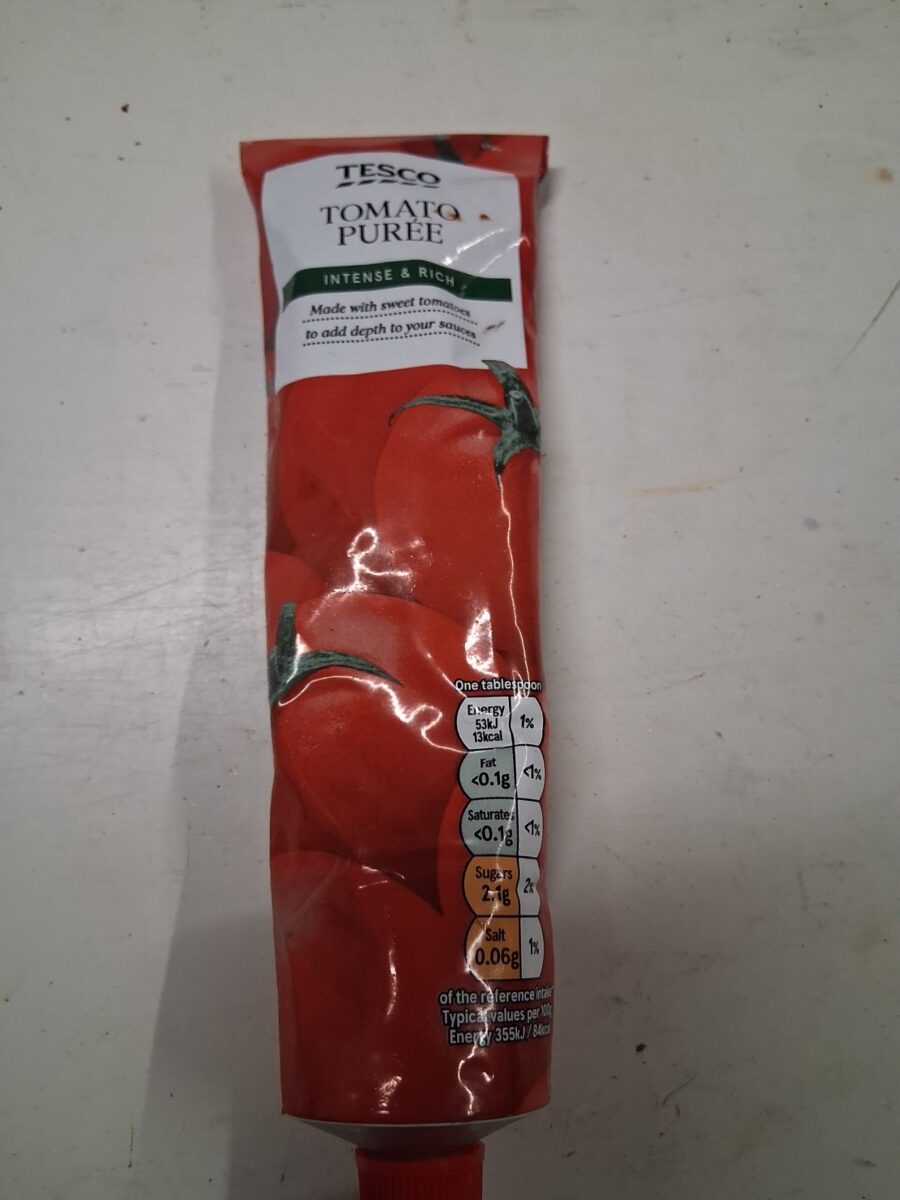 TESCO
TOMATO
PURÉE
INTENSE & RICH
Made with sweet tomatoes
to add depth to your sauces
One tablespoon
Energy
53kJ
13kcal
1%
Fat
<0.1g
<1%
Saturates
<0.1g
<1%
Sugars
2.1g
2%
Salt
0.06g
1%
of the reference intake*
Typical values per 100g
Energy 355kJ / 84kcal